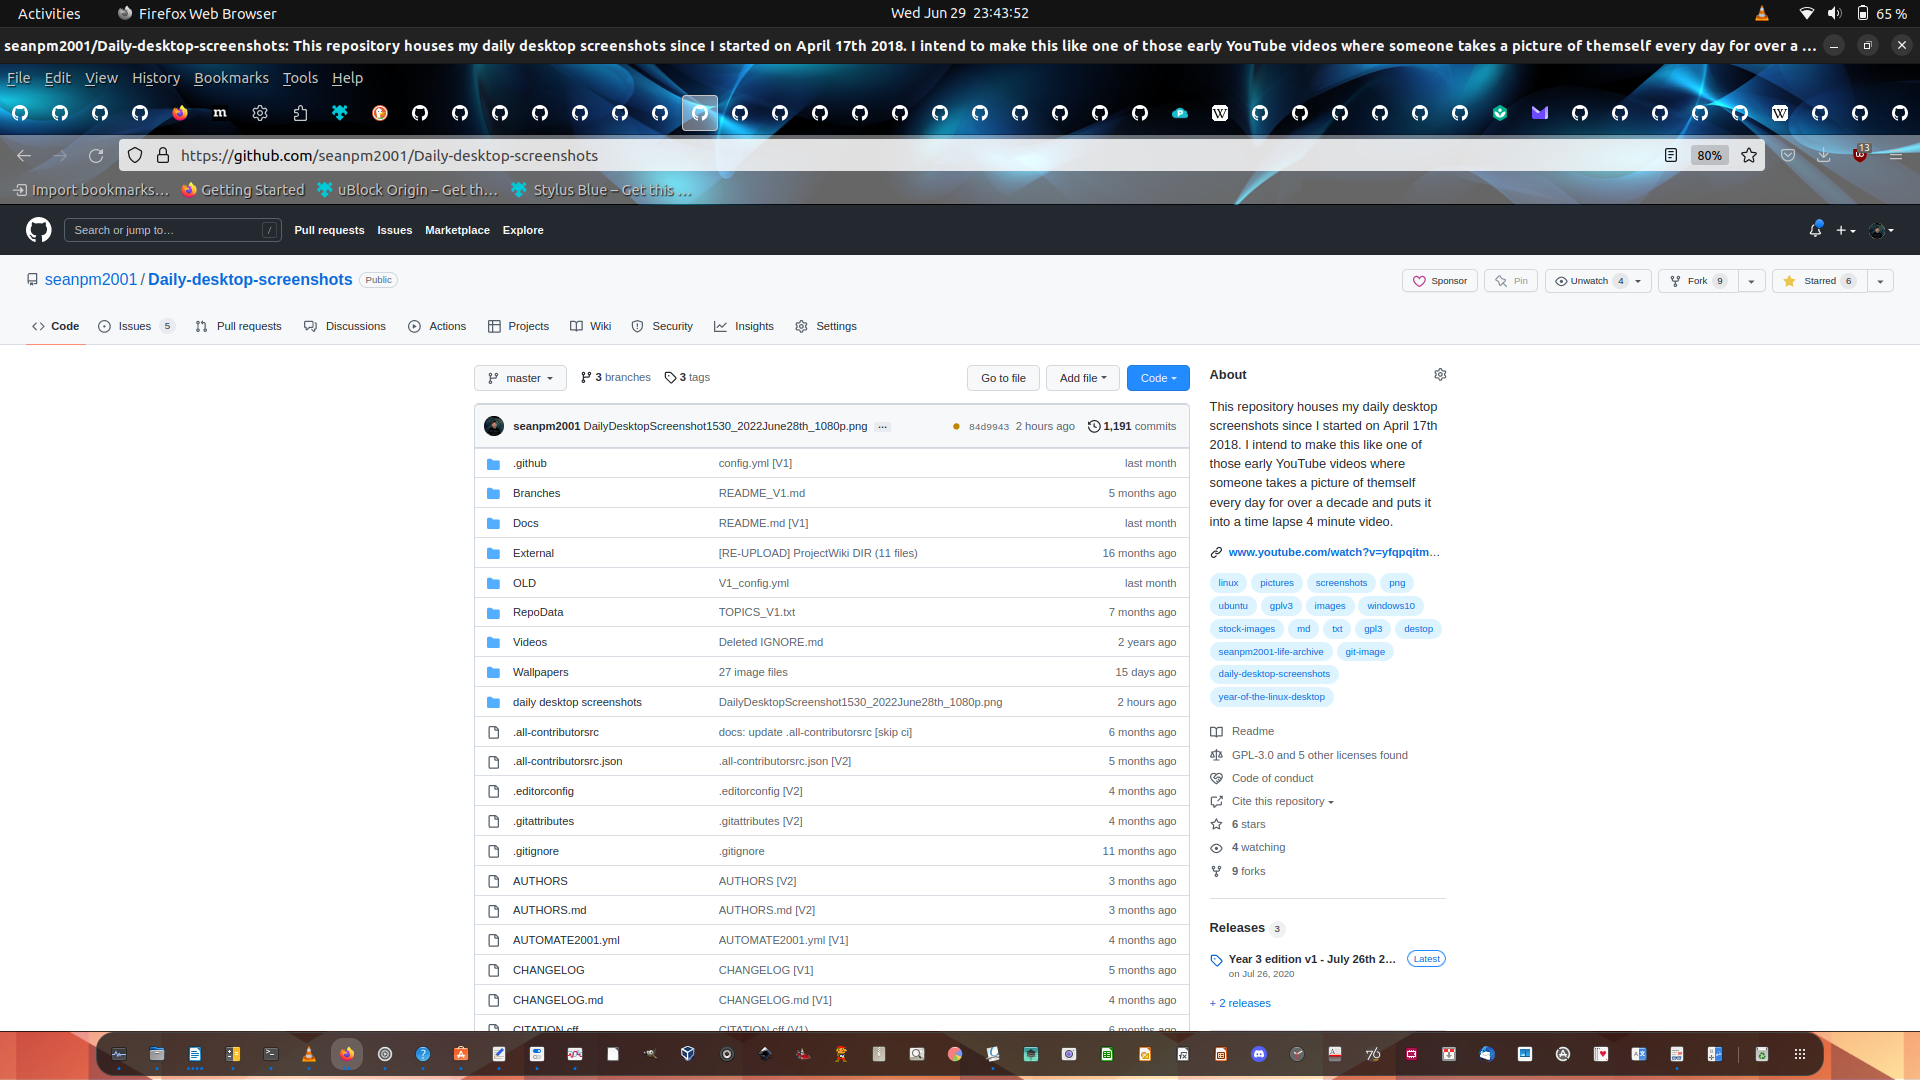 Activities Firefox Web Browser Wed Jun 29 23:43:52 65 %
seanpm2001/Daily-desktop-screenshots: This repository houses my daily desktop screenshots since I started on April 17th 2018. I intend to make this like one of those early YouTube videos where someone takes a picture of themself every day for over a ...
File Edit View History Bookmarks Tools Help
https://github.com/seanpm2001/Daily-desktop-screenshots 80% 13
Import bookmarks... Getting Started uBlock Origin – Get th... Stylus Blue – Get this ...
Search or jump to... / Pull requests Issues Marketplace Explore
seanpm2001 / Daily-desktop-screenshots Public Sponsor Pin Unwatch 4 Fork 9 Starred 6
Code Issues 5 Pull requests Discussions Actions Projects Wiki Security Insights Settings
master 3 branches 3 tags Go to file Add file Code
seanpm2001 DailyDesktopScreenshot1530_2022June28th_1080p.png ... 84d9943 2 hours ago 1,191 commits
.github config.yml [V1] last month
Branches README_V1.md 5 months ago
Docs README.md [V1] last month
External [RE-UPLOAD] ProjectWiki DIR (11 files) 16 months ago
OLD V1_config.yml last month
RepoData TOPICS_V1.txt 7 months ago
Videos Deleted IGNORE.md 2 years ago
Wallpapers 27 image files 15 days ago
daily desktop screenshots DailyDesktopScreenshot1530_2022June28th_1080p.png 2 hours ago
.all-contributorsrc docs: update .all-contributorsrc [skip ci] 6 months ago
.all-contributorsrc.json .all-contributorsrc.json [V2] 5 months ago
.editorconfig .editorconfig [V2] 4 months ago
.gitattributes .gitattributes [V2] 4 months ago
.gitignore .gitignore 11 months ago
AUTHORS AUTHORS [V2] 3 months ago
AUTHORS.md AUTHORS.md [V2] 3 months ago
AUTOMATE2001.yml AUTOMATE2001.yml [V1] 4 months ago
CHANGELOG CHANGELOG [V1] 5 months ago
CHANGELOG.md CHANGELOG.md [V1] 4 months ago
CITATION.cff CITATION.cff (V1) 6 months ago
About
This repository houses my daily desktop
screenshots since I started on April 17th
2018. I intend to make this like one of
those early YouTube videos where
someone takes a picture of themself
every day for over a decade and puts it
into a time lapse 4 minute video.
www.youtube.com/watch?v=yfqpqitm...
linux pictures screenshots png
ubuntu gplv3 images windows10
stock-images md txt gpl3 destop
seanpm2001-life-archive git-image
daily-desktop-screenshots
year-of-the-linux-desktop
Readme
GPL-3.0 and 5 other licenses found
Code of conduct
Cite this repository
6 stars
4 watching
9 forks
Releases 3
Year 3 edition v1 - July 26th 2... Latest
on Jul 26, 2020
+ 2 releases